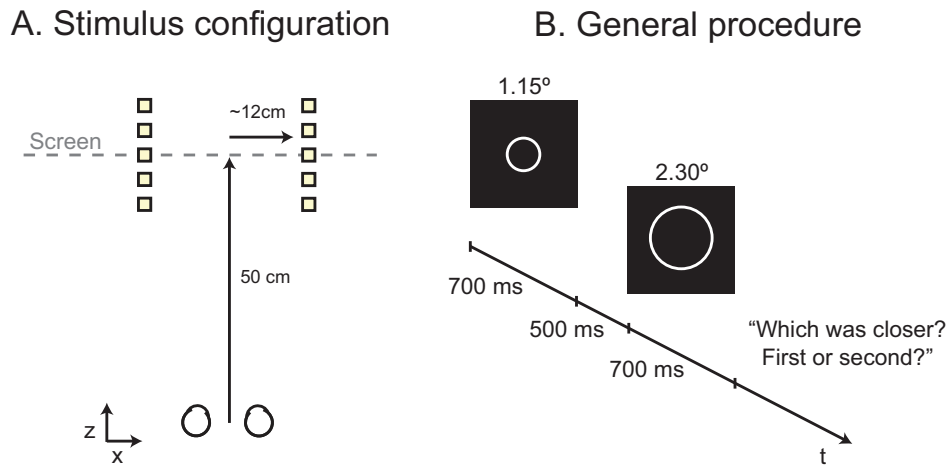 A. Stimulus configuration
~12cm
Screen
50 cm
z
x
B. General procedure
1.15º
2.30º
700 ms
500 ms
700 ms
“Which was closer?
First or second?”
t